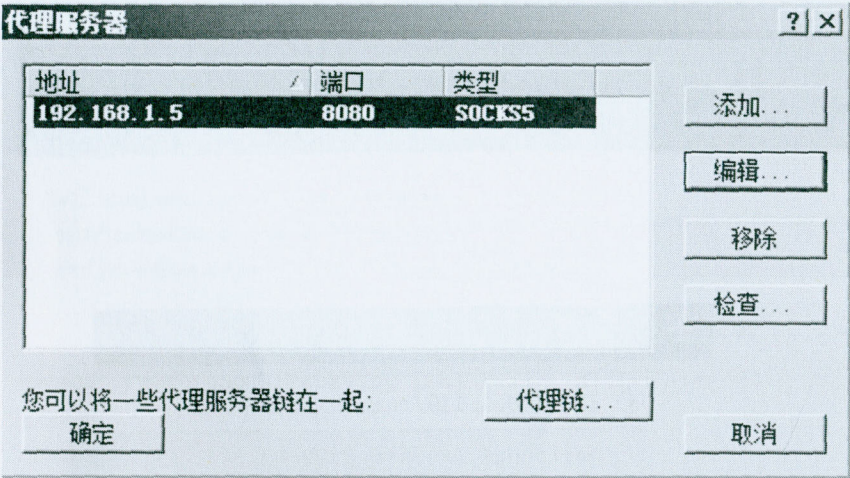 代理服务器
地址 端口 类型
192.168.1.5 8080 SOCKS5
添加...
编辑...
移除
检查...
您可以将一些代理服务器链在一起: 代理链...
确定 取消